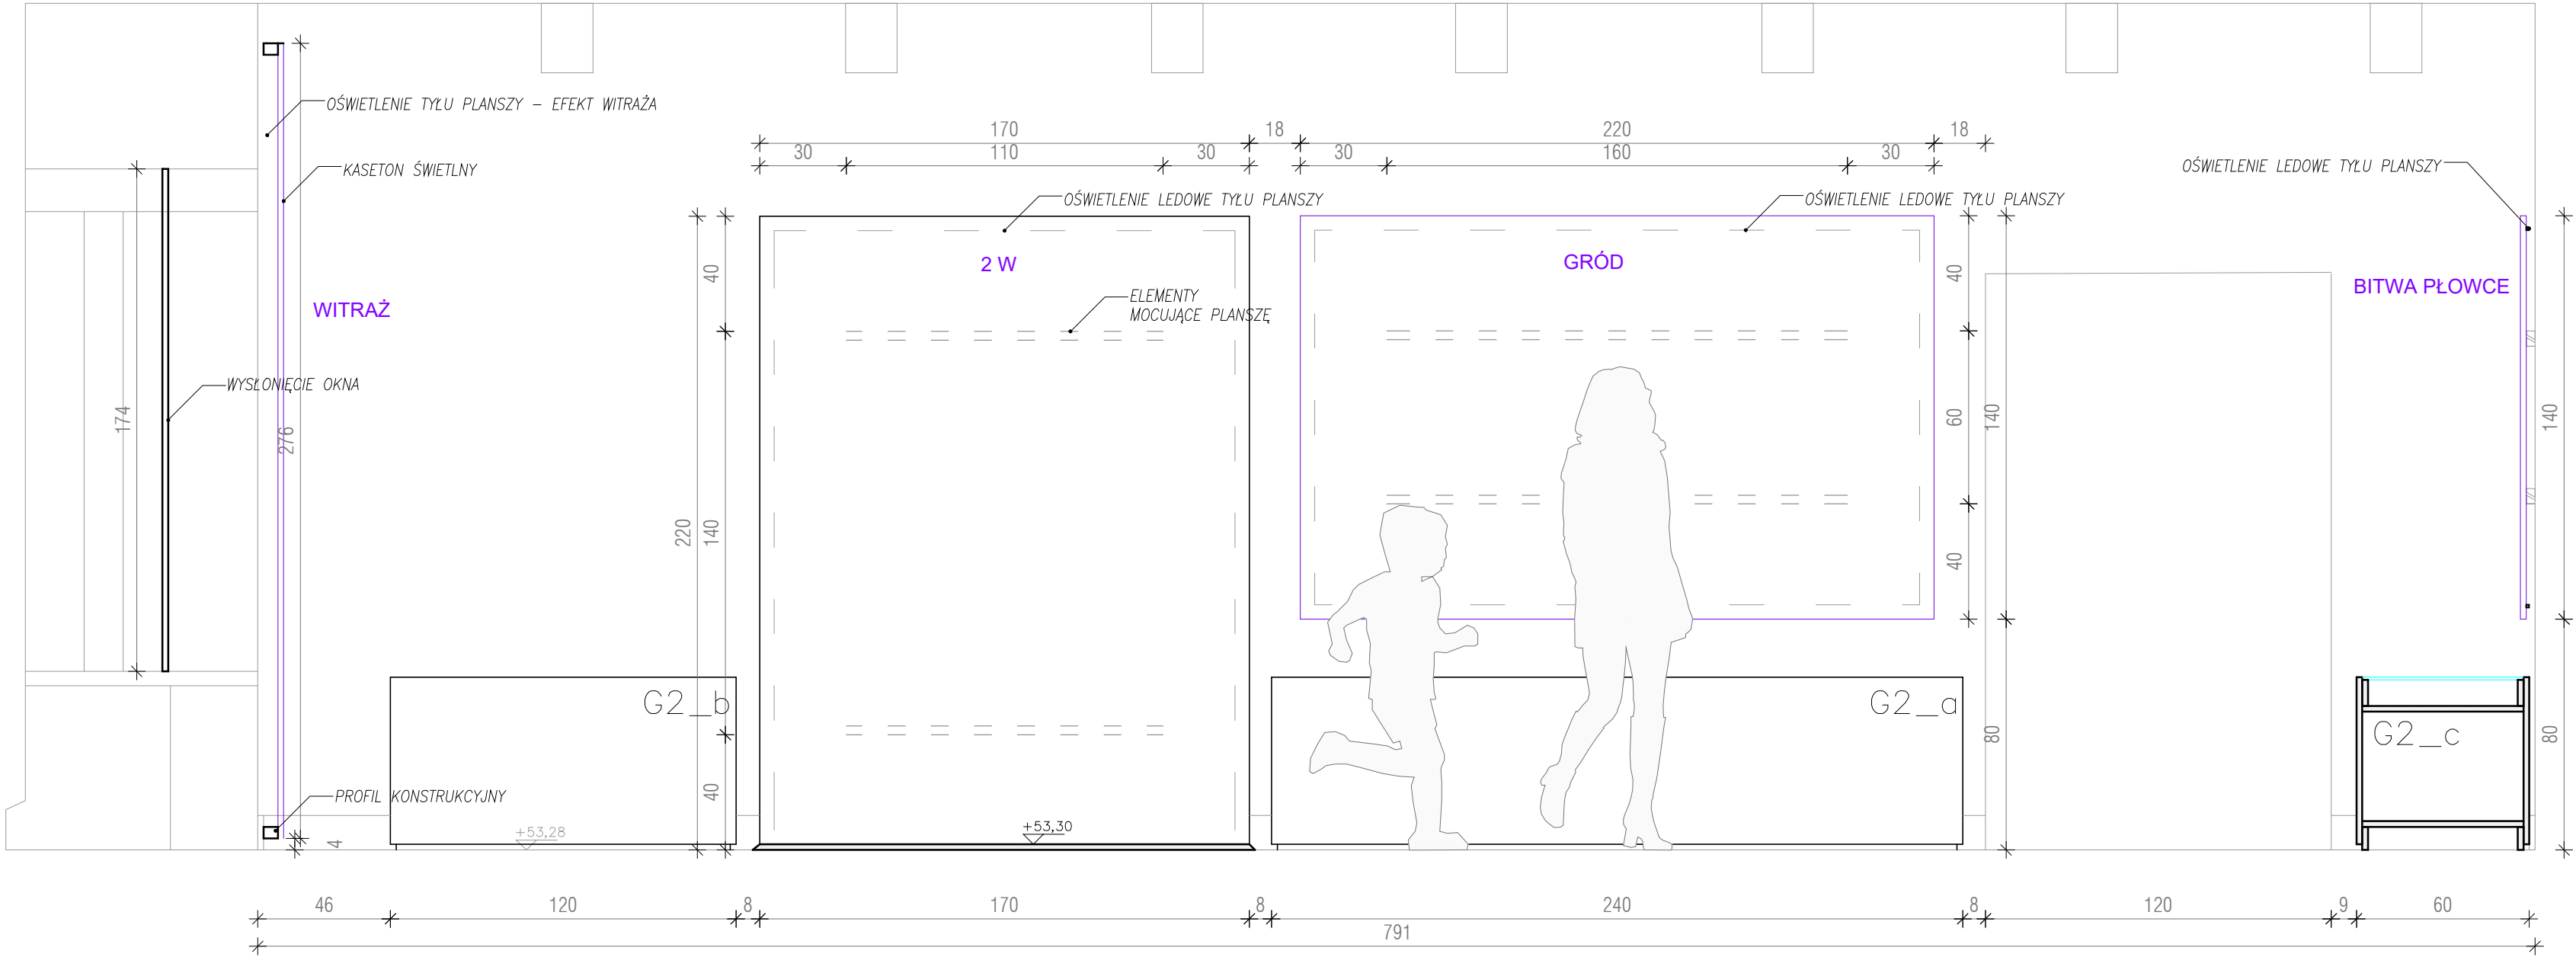 OŚWIETLENIE TYŁU PLANSZY – EFEKT WITRAŻA
170
18
220
18
30
110
30
30
160
30
KASETON ŚWIETLNY
OŚWIETLENIE LEDOWE TYŁU PLANSZY
OŚWIETLENIE LEDOWE TYŁU PLANSZY
OŚWIETLENIE LEDOWE TYŁU PLANSZY
2 W
GRÓD
40
40
BITWA PŁOWCE
WITRAŻ
ELEMENTY
MOCUJĄCE PLANSZĘ
WYSŁONIĘCIE OKNA
174
276
60
140
140
220
140
40
G2_b
G2_a
G2_c
80
80
PROFIL KONSTRUKCYJNY
40
+53,28
+53,30
4
46
120
8
170
8
240
8
120
9
60
791